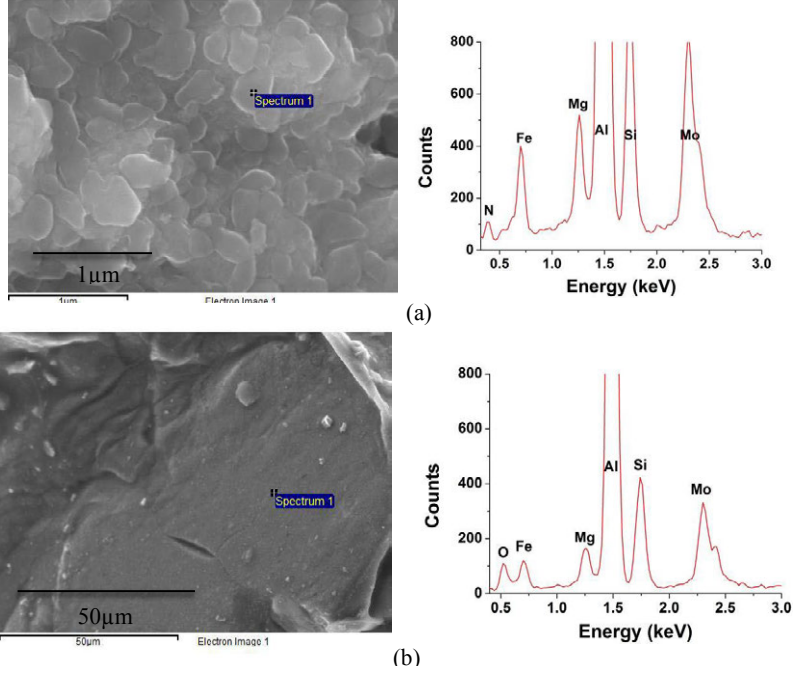 Spectrum 1
1µm
1um
Electron Image 1
800
600
400
200
0
Counts
N
Fe
Mg
Al
Si
Mo
0.5
1.0
1.5
2.0
2.5
3.0
Energy (keV)
(a)
Spectrum 1
50µm
50µm
Electron Image 1
800
600
400
200
0
Counts
O
Fe
Mg
Al
Si
Mo
0.5
1.0
1.5
2.0
2.5
3.0
Energy (keV)
(b)